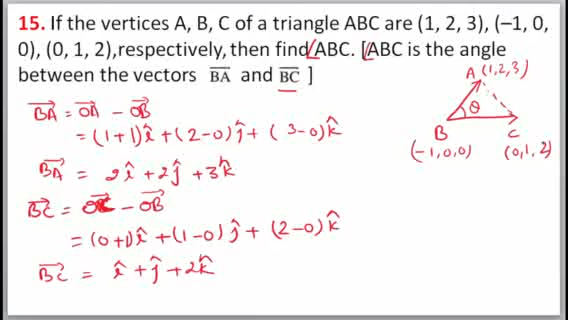 15. If the vertices A, B, C of a triangle ABC are (1, 2, 3), (–1, 0,
0), (0, 1, 2),respectively, then find∠ABC. [∠ABC is the angle
between the vectors B̅A̅ and B̅C̅ ]
A (1,2,3)
θ
B
C
(-1,0,0) (0,1,2)
BA⃗ = OA⃗ - OB⃗
= (1+1)î + (2-0)ĵ + (3-0)k̂
BA⃗ = 2î + 2ĵ + 3k̂
BC⃗ = OC⃗ - OB⃗
= (0+1)î + (1-0)ĵ + (2-0)k̂
BC⃗ = î + ĵ + 2k̂